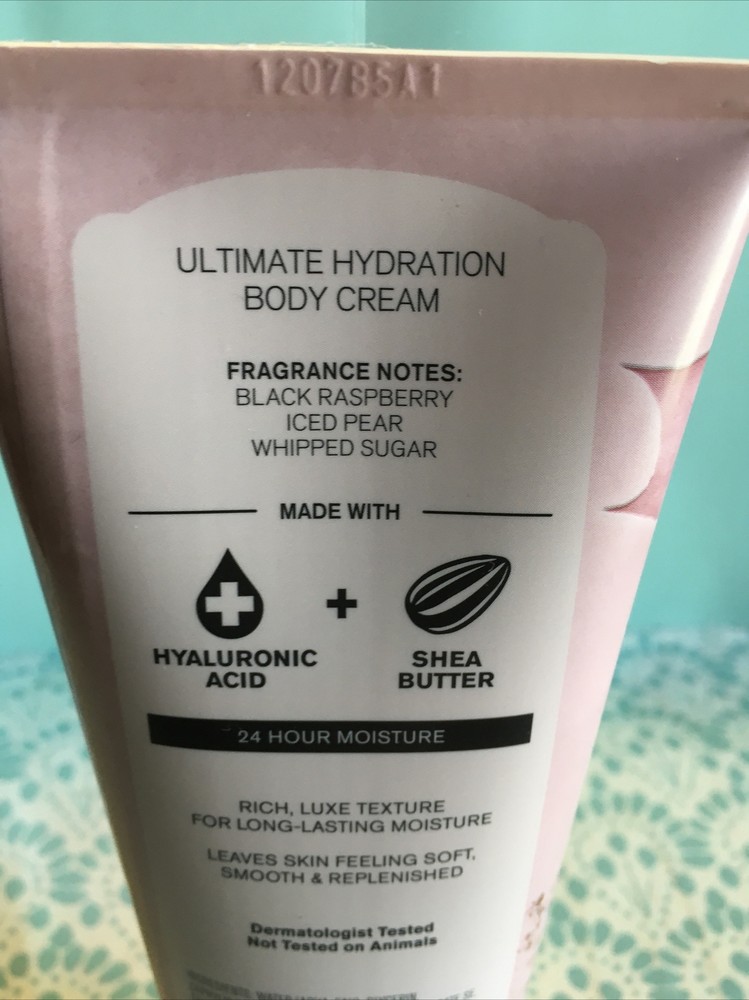 120785A1
ULTIMATE HYDRATION
BODY CREAM
FRAGRANCE NOTES:
BLACK RASPBERRY
ICED PEAR
WHIPPED SUGAR
MADE WITH
+
HYALURONIC
ACID
SHEA
BUTTER
24 HOUR MOISTURE
RICH, LUXE TEXTURE
FOR LONG-LASTING MOISTURE
LEAVES SKIN FEELING SOFT,
SMOOTH & REPLENISHED
Dermatologist Tested
Not Tested on Animals
INGREDIENTS: